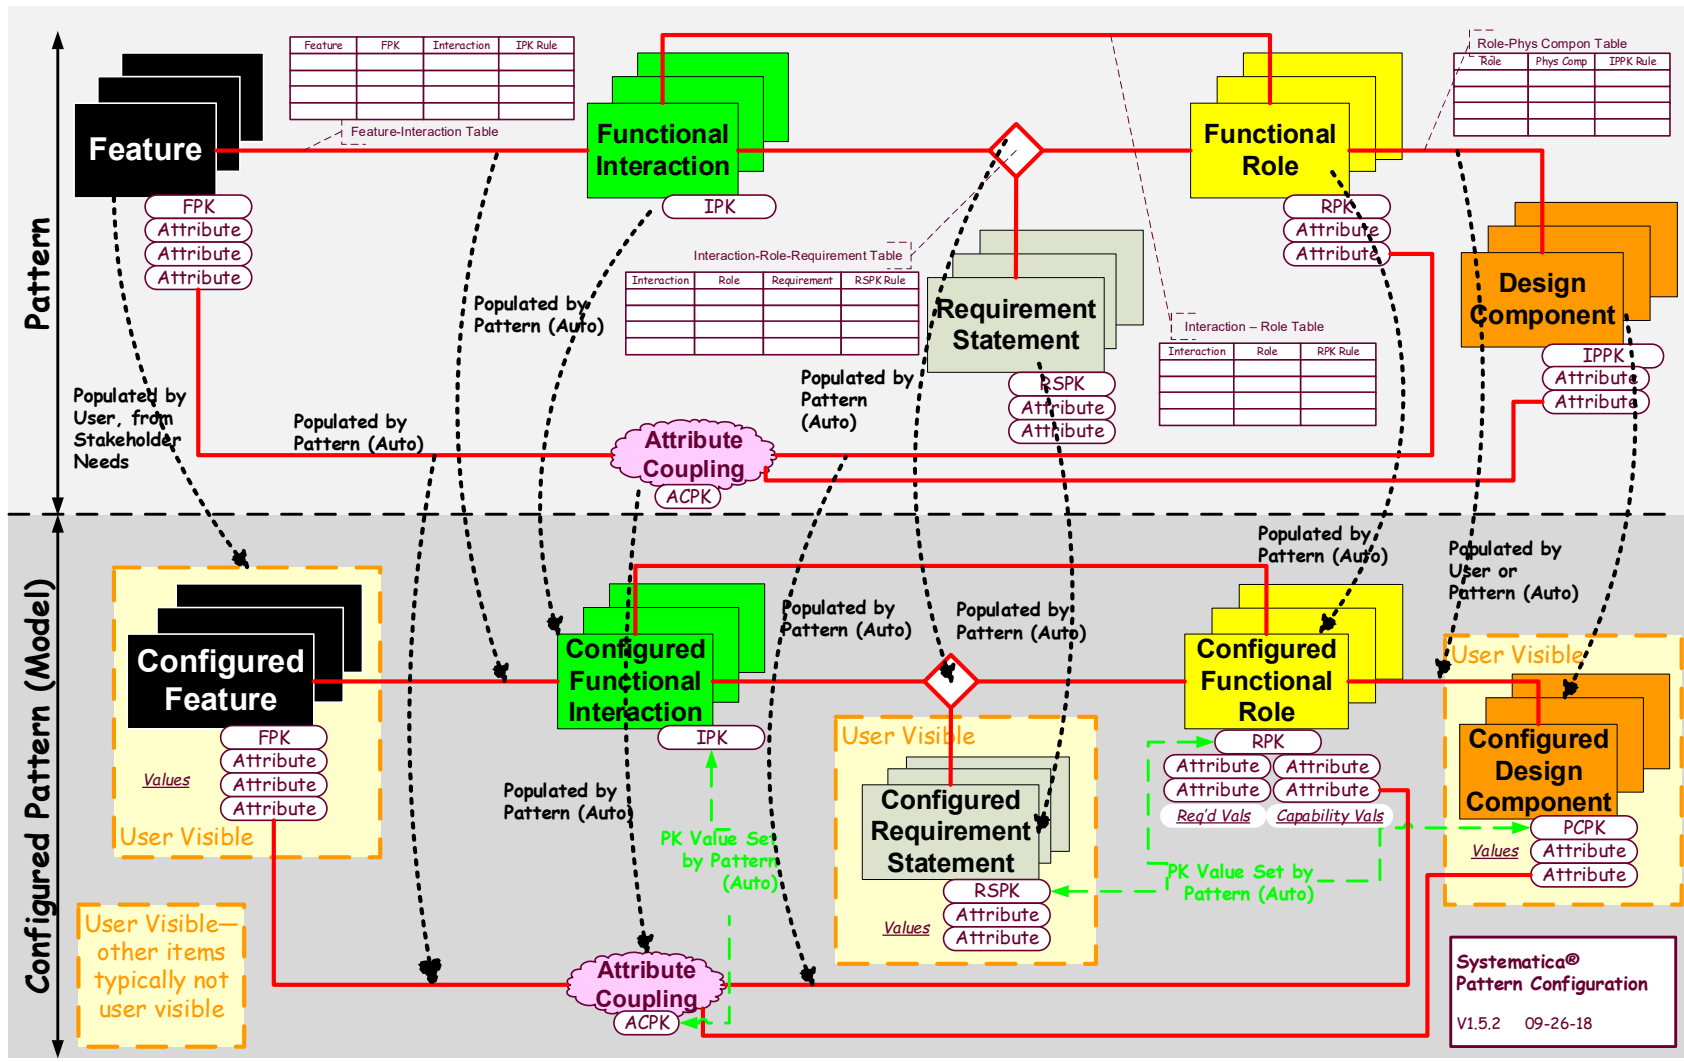 Pattern
Feature
FPK
Attribute
Attribute
Attribute
Feature FPK Interaction IPK Rule
Feature-Interaction Table
Functional
Interaction
IPK
Functional
Role
RPK
Attribute
Attribute
Role-Phys Compon Table
Role Phys Comp IPPK Rule
Design
Component
IPPK
Attribute
Attribute
Interaction-Role-Requirement Table
Interaction Role Requirement RSPK Rule
Requirement
Statement
RSPK
Attribute
Attribute
Interaction – Role Table
Interaction Role RPK Rule
Populated by
Pattern (Auto)
Populated by
User, from
Stakeholder
Needs
Populated by
Pattern (Auto)
Populated by
Pattern
(Auto)
Attribute
Coupling
ACPK
Configured Pattern (Model)
Populated by
Pattern (Auto)
Populated by
User or
Pattern (Auto)
Populated by
Pattern (Auto)
Populated by
Pattern (Auto)
Configured
Feature
FPK
Attribute
Attribute
Attribute
Values
User Visible
Configured
Functional
Interaction
IPK
Populated by
Pattern (Auto)
PK Value Set
by Pattern
(Auto)
User Visible
Configured
Requirement
Statement
RSPK
Attribute
Attribute
Values
Configured
Functional
Role
RPK
Attribute Attribute
Attribute Attribute
Req'd Vals Capability Vals
PK Value Set by
Pattern (Auto)
User Visible
Configured
Design
Component
PCPK
Attribute
Attribute
Values
User Visible—
other items
typically not
user visible
Attribute
Coupling
ACPK
Systematica®
Pattern Configuration
V1.5.2 09-26-18